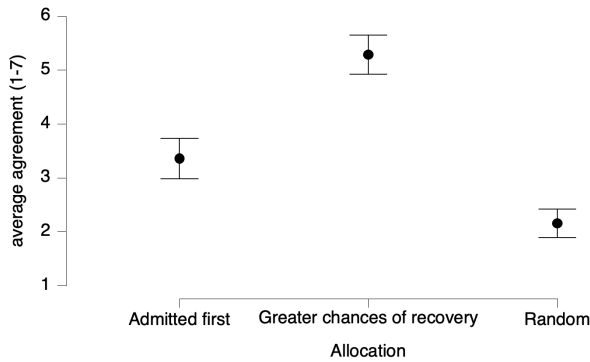 average agreement (1-7)
6
5
4
3
2
1
Admitted first
Greater chances of recovery
Random
Allocation